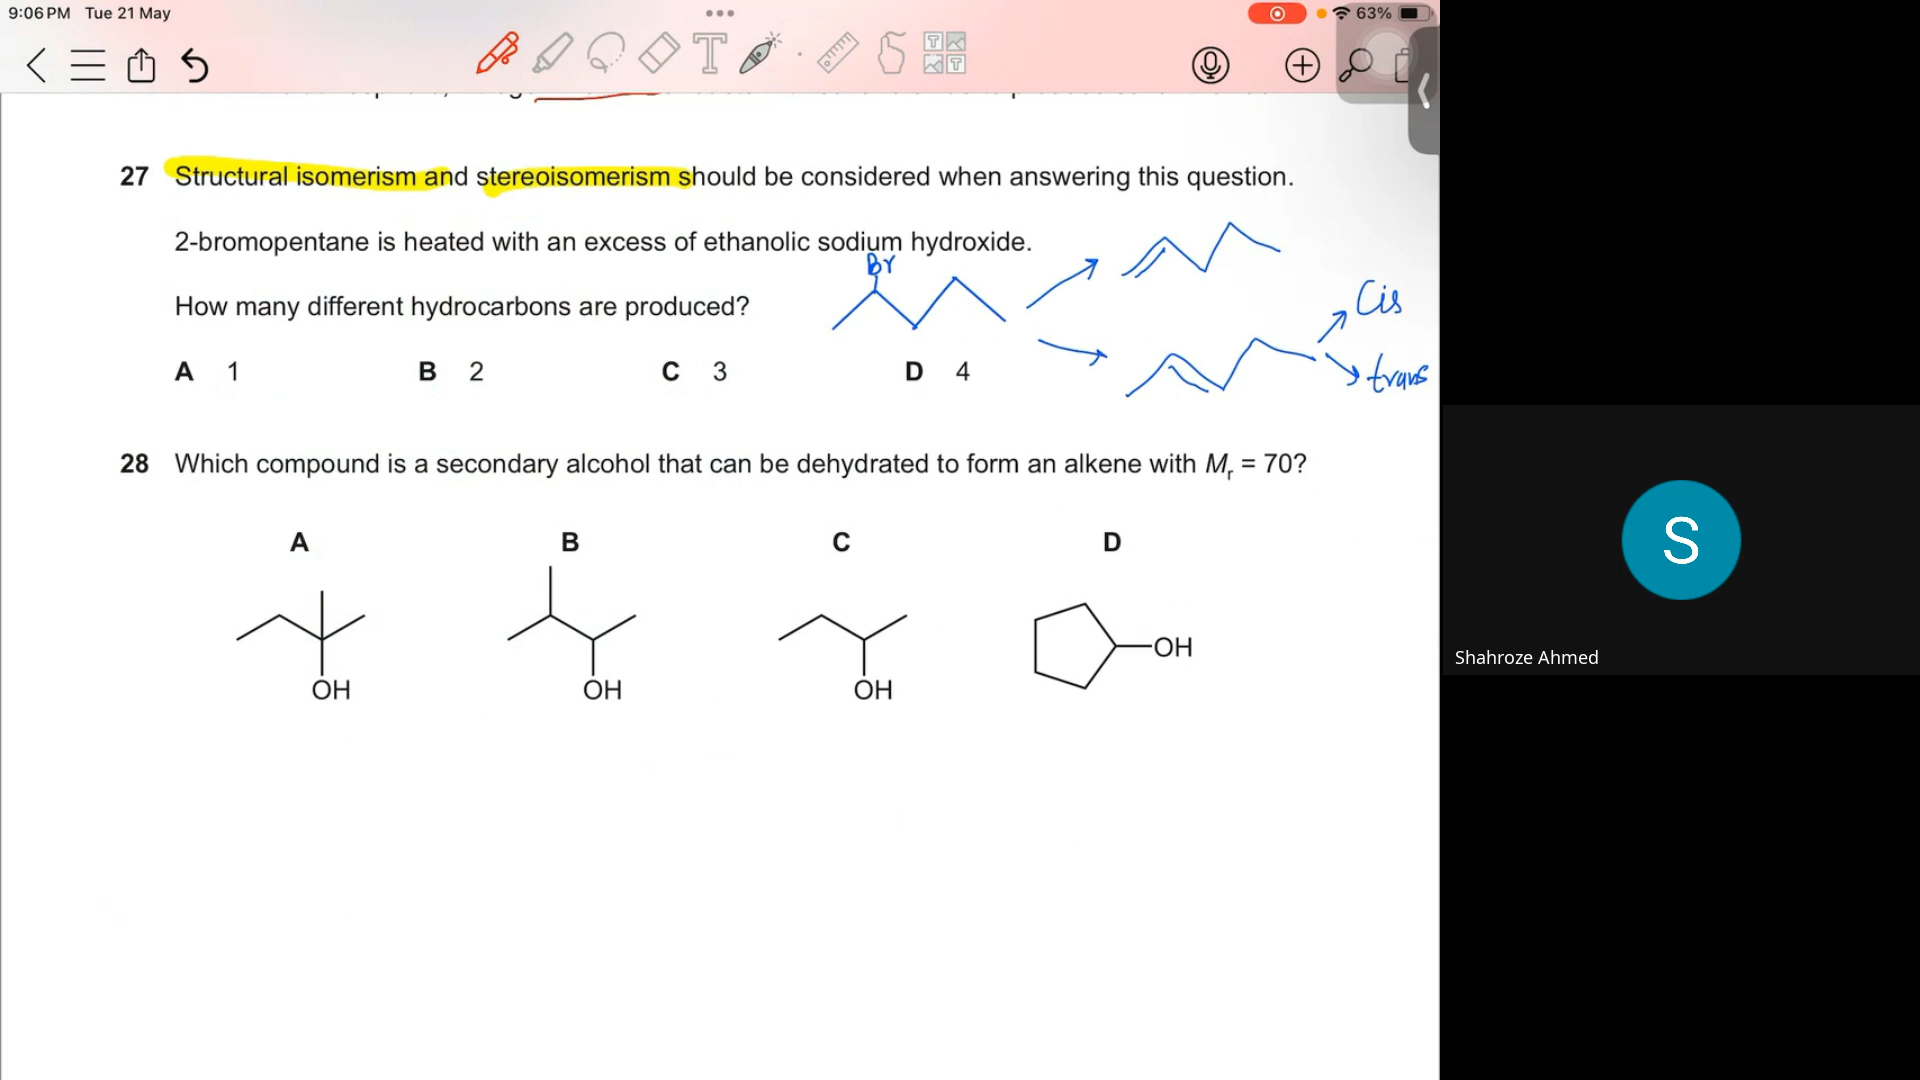 9:06 PM Tue 21 May
63%
27 Structural isomerism and stereoisomerism should be considered when answering this question.
2-bromopentane is heated with an excess of ethanolic sodium hydroxide.
Br
How many different hydrocarbons are produced?
Cis
trans
A 1 B 2 C 3 D 4
28 Which compound is a secondary alcohol that can be dehydrated to form an alkene with Mr = 70?
A B C D
OH OH OH OH
S
Shahroze Ahmed